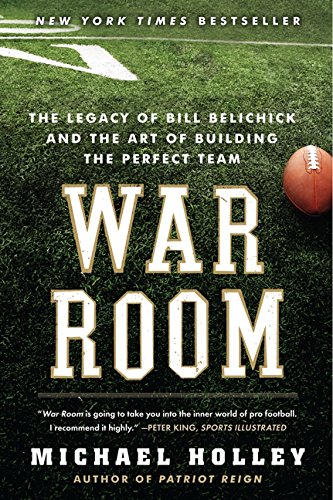 NEW YORK TIMES BESTSELLER
THE LEGACY OF BILL BELICHICK
AND THE ART OF BUILDING
THE PERFECT TEAM
WAR
ROOM
"War Room is going to take you into the inner world of pro football.
I recommend it highly." —PETER KING, SPORTS ILLUSTRATED
MICHAEL HOLLEY
AUTHOR OF PATRIOT REIGN